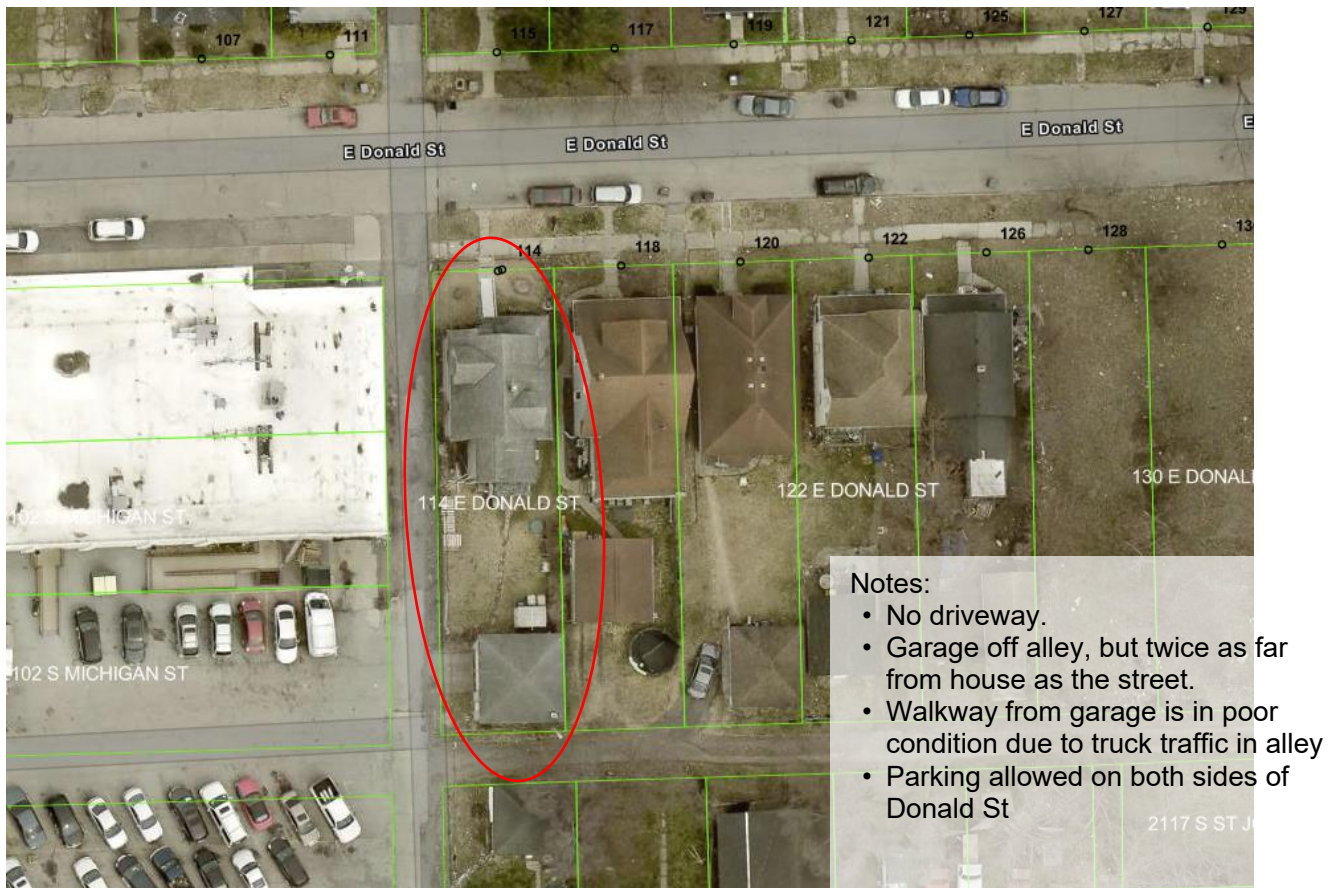 107
111
115
117
119
121
125
127
129
E Donald St
E Donald St
E Donald St
E
114
118
120
122
126
128
114 E DONALD ST
122 E DONALD ST
130 E DONAL
102 S MICHIGAN ST
102 S MICHIGAN ST
Notes:
• No driveway.
• Garage off alley, but twice as far
from house as the street.
• Walkway from garage is in poor
condition due to truck traffic in alley
• Parking allowed on both sides of
Donald St
2117 S ST J